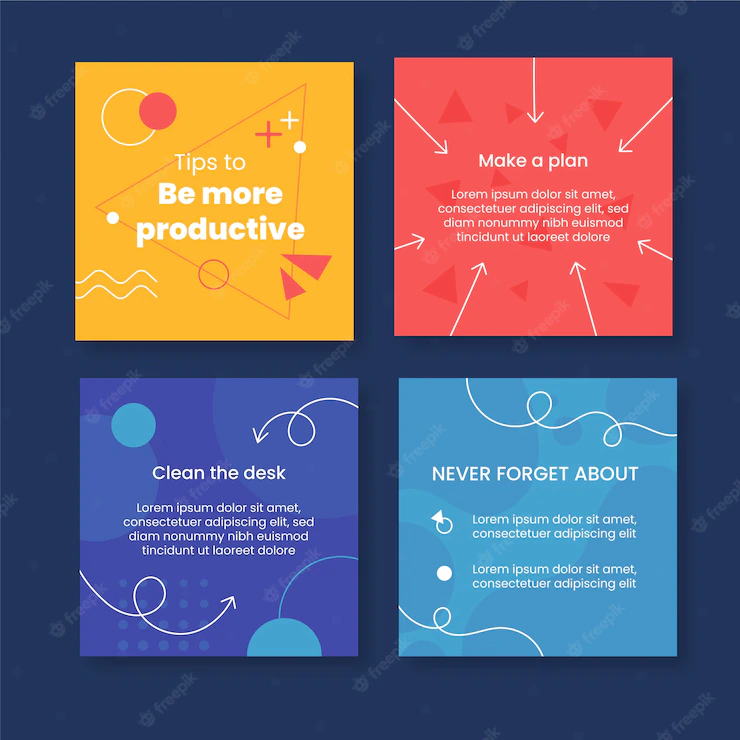 Tips to
Be more
productive
Make a plan
Lorem ipsum dolor sit amet,
consectetuer adipiscing elit, sed
diam nonummy nibh euismod
tincidunt ut laoreet dolore
Clean the desk
Lorem ipsum dolor sit amet,
consectetuer adipiscing elit, sed
diam nonummy nibh euismod
tincidunt ut laoreet dolore
NEVER FORGET ABOUT
Lorem ipsum dolor sit amet,
consectetuer adipiscing elit
Lorem ipsum dolor sit amet,
consectetuer adipiscing elit
freepik